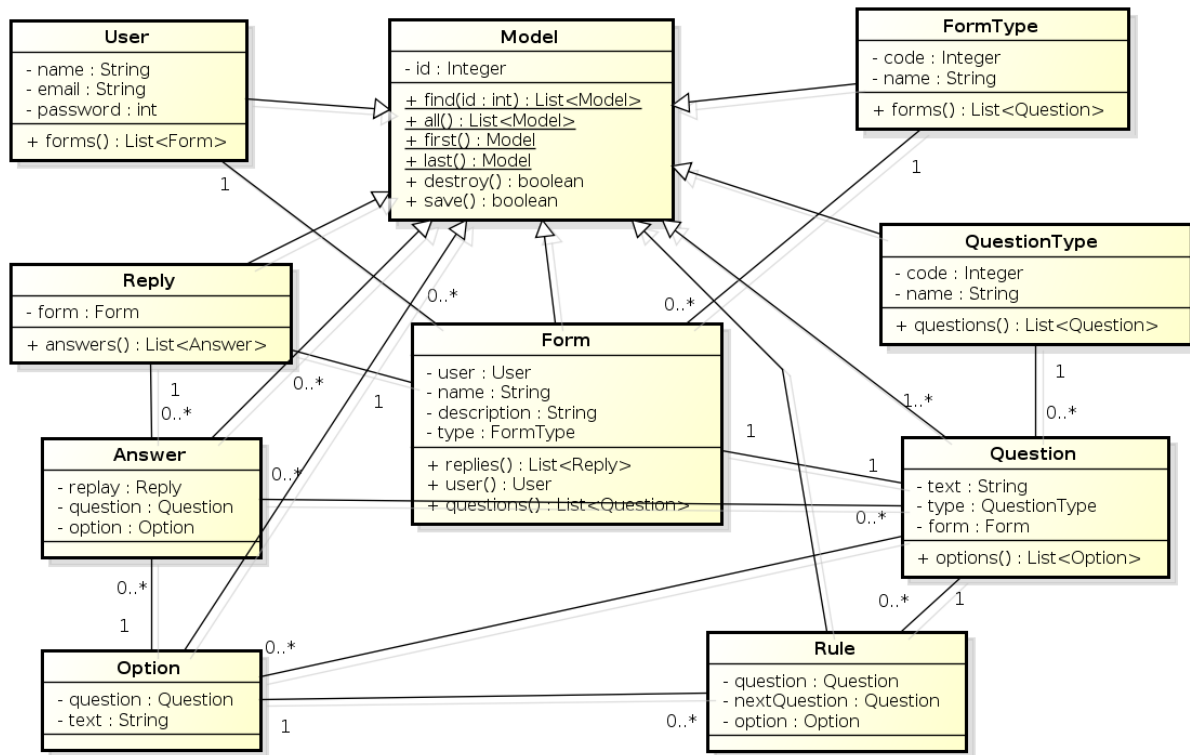 User
- name : String
- email : String
- password : int
+ forms() : List<Form>
Model
- id : Integer
+ find(id : int) : List<Model>
+ all() : List<Model>
+ first() : Model
+ last() : Model
+ destroy() : boolean
+ save() : boolean
FormType
- code : Integer
- name : String
+ forms() : List<Question>
1
1
QuestionType
- code : Integer
- name : String
+ questions() : List<Question>
Reply
- form : Form
+ answers() : List<Answer>
0..*
0..*
Form
- user : User
- name : String
- description : String
- type : FormType
+ replies() : List<Reply>
+ user() : User
+ questions() : List<Question>
1
0..*
0..*
1
1
0..*
1..*
1
1
Answer
- replay : Reply
- question : Question
- option : Option
0..*
0..*
Question
- text : String
- type : QuestionType
- form : Form
+ options() : List<Option>
0..*
1
0..*
1
0..*
Option
- question : Question
- text : String
1
0..*
Rule
- question : Question
- nextQuestion : Question
- option : Option